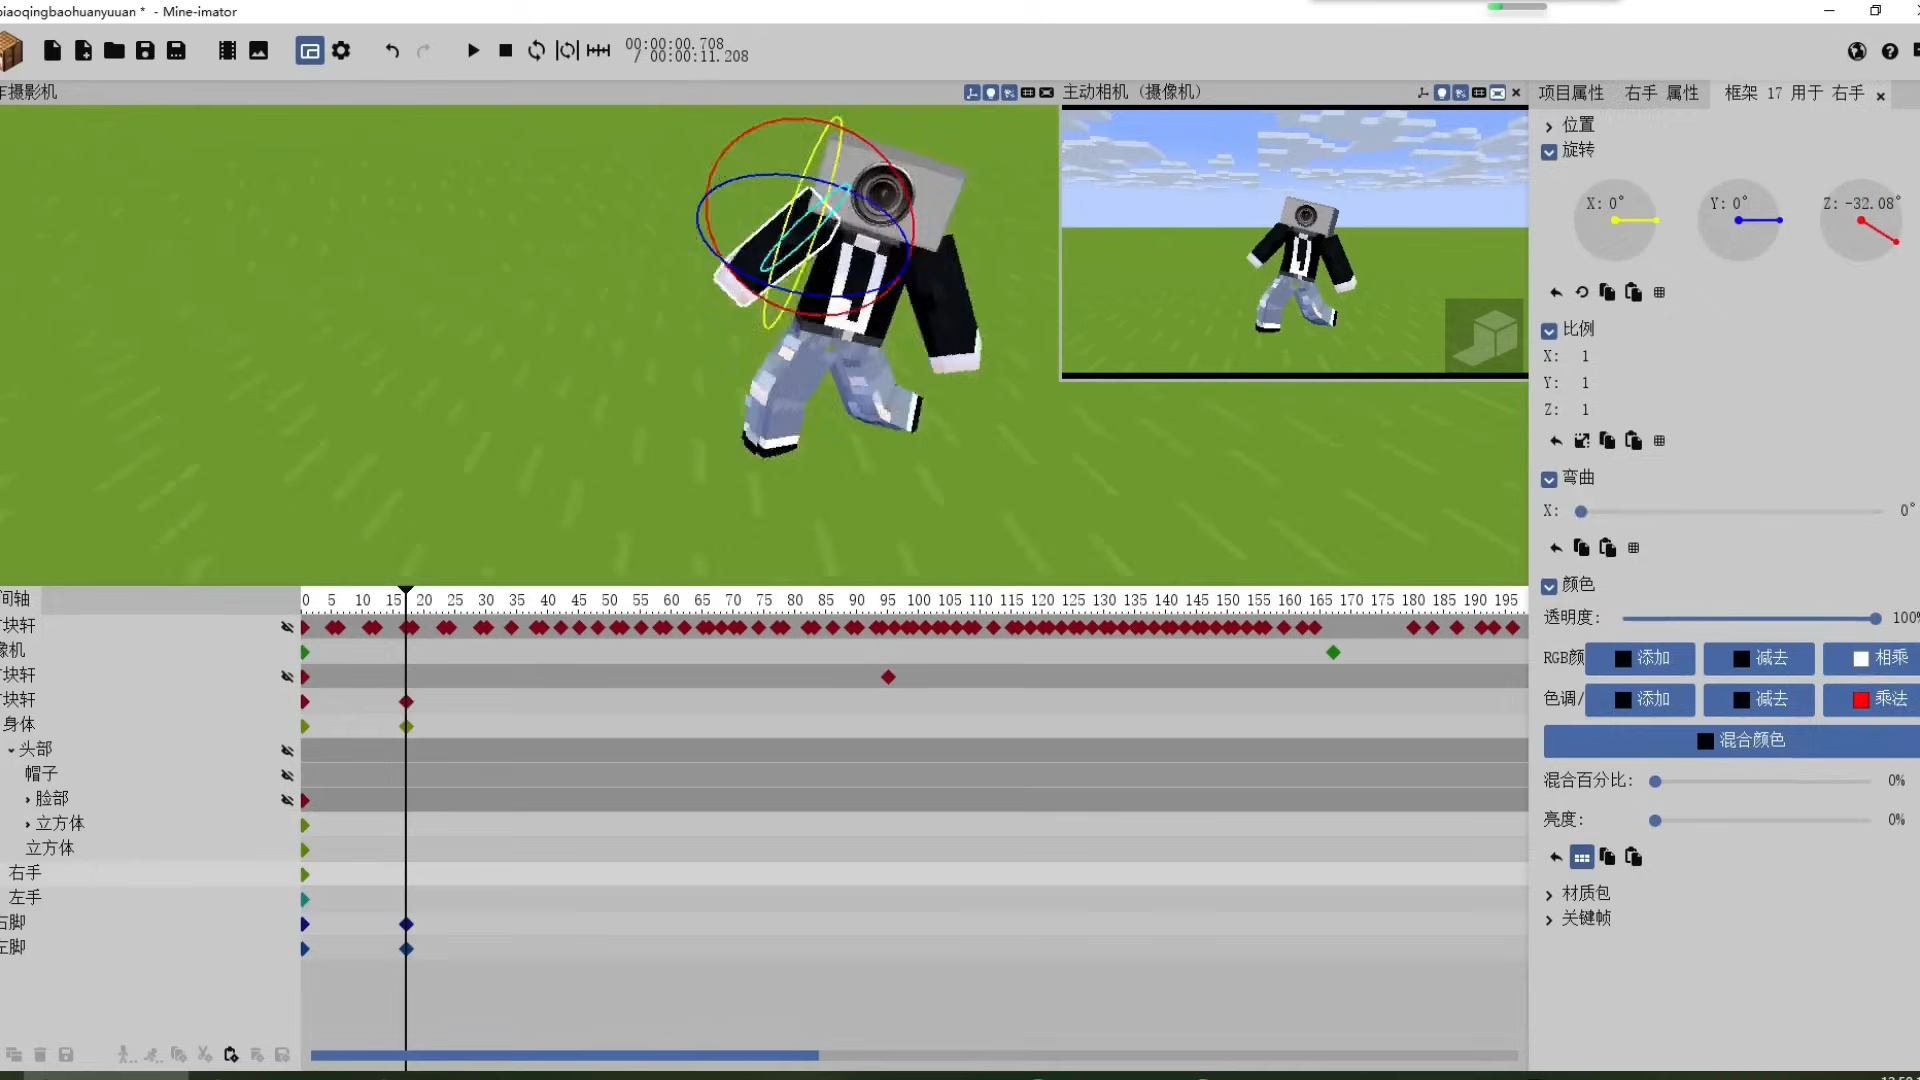 iaoqingbaohuanyuuan * - Mine-imator
00:00:00.708
/ 00:00:11.208
摄影机
主动相机（摄像机）
项目属性 右手 属性 框架 17 用于 右手
位置
旋转
X: 0° Y: 0° Z: -32.08°
比例
X: 1
Y: 1
Z: 1
弯曲
X: 0°
颜色
透明度: 100%
RGB颜 添加 减去 相乘
色调/ 添加 减去 乘法
混合颜色
混合百分比: 0%
亮度: 0%
材质包
关键帧
间轴
0 5 10 15 20 25 30 35 40 45 50 55 60 65 70 75 80 85 90 95 100 105 110 115 120 125 130 135 140 145 150 155 160 165 170 175 180 185 190 195
块轩
像机
块轩
块轩
身体
头部
帽子
脸部
立方体
立方体
右手
左手
右脚
左脚